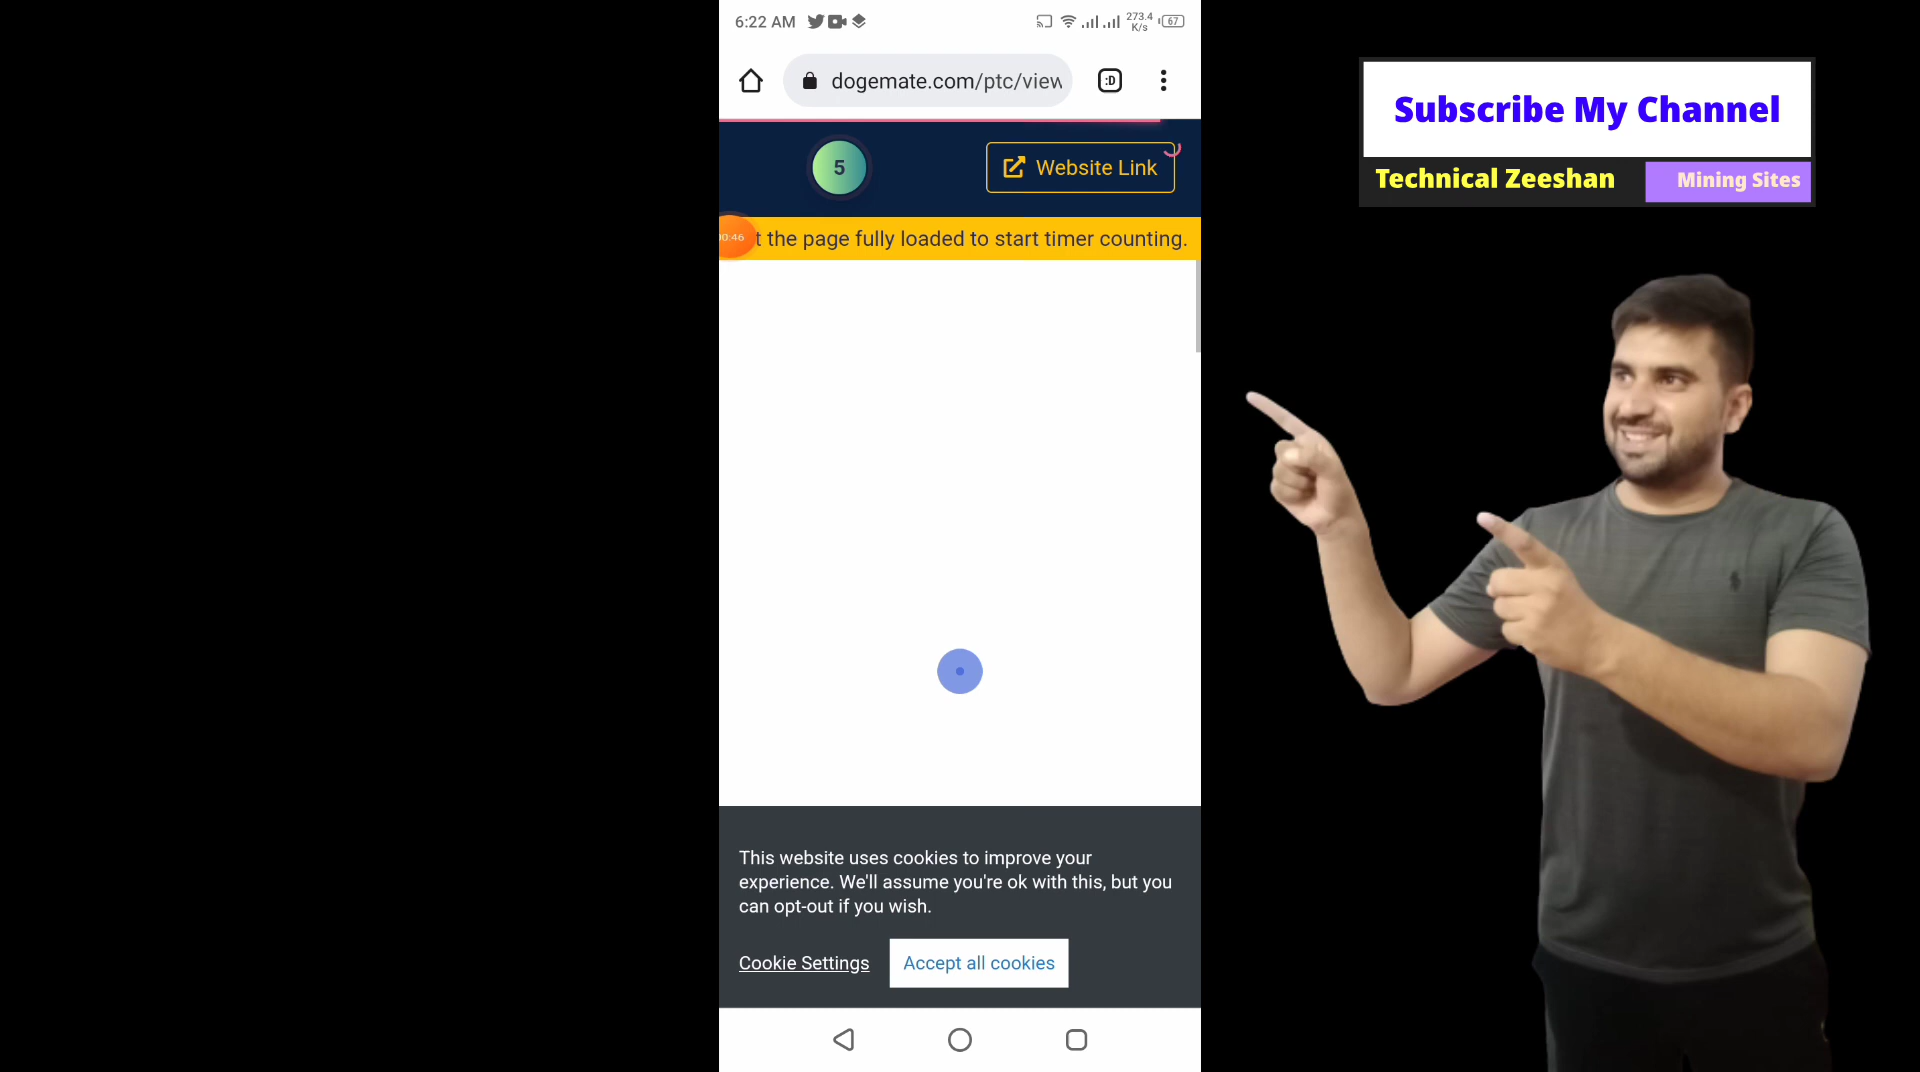 6:22 AM
273.4
K/s
67
dogemate.com/ptc/view
:D
5
Website Link
00:46
t the page fully loaded to start timer counting.
This website uses cookies to improve your
experience. We'll assume you're ok with this, but you
can opt-out if you wish.
Cookie Settings
Accept all cookies
Subscribe My Channel
Technical Zeeshan
Mining Sites